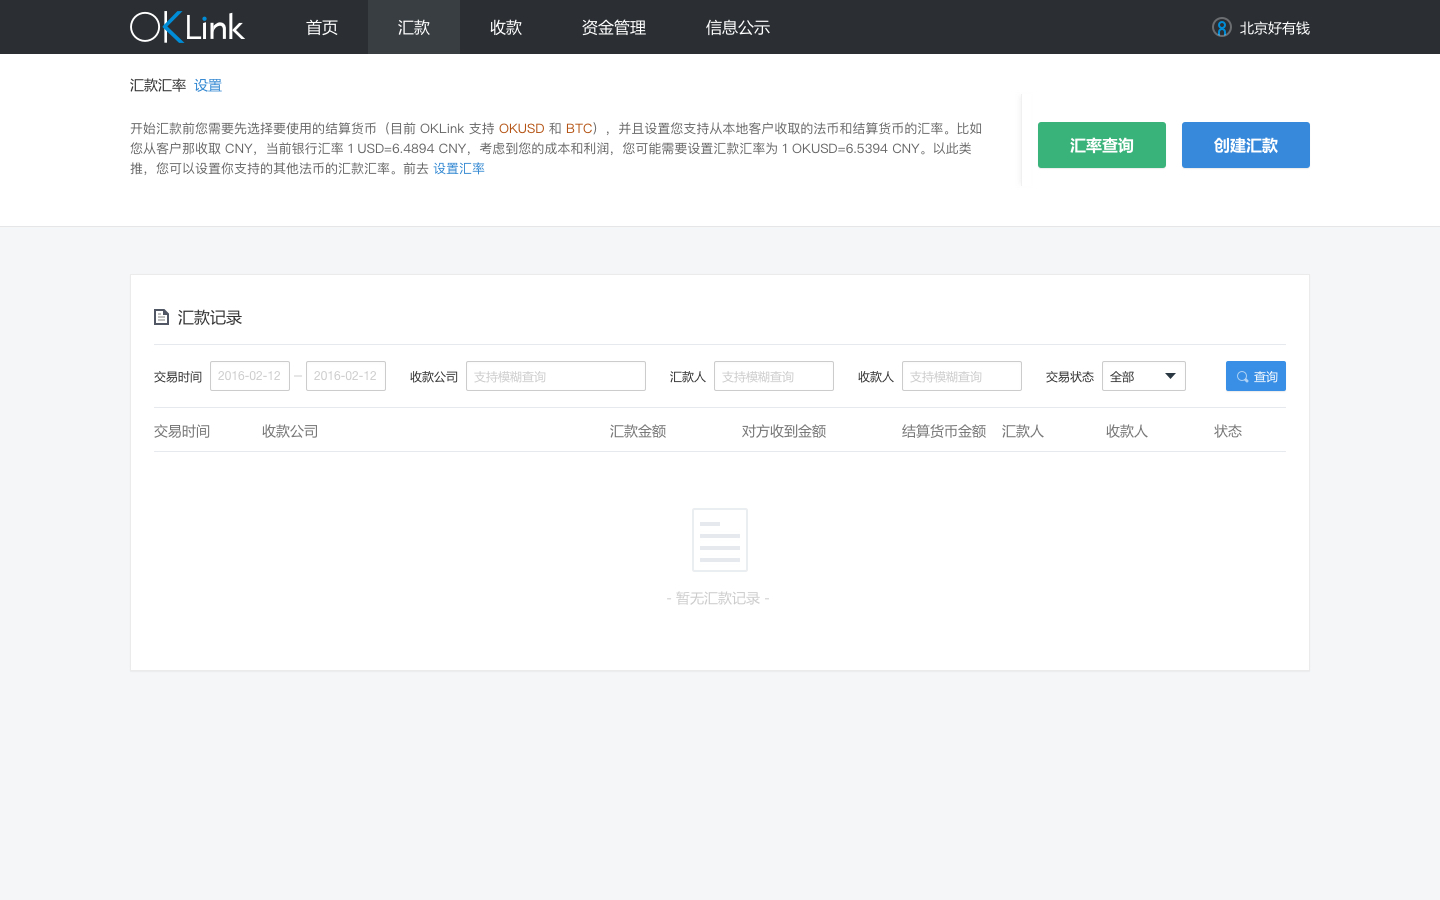 OKLink 首页 汇款 收款 资金管理 信息公示 北京好有钱
汇款汇率 设置
开始汇款前您需要先选择要使用的结算货币（目前 OKLink 支持 OKUSD 和 BTC），并且设置您支持从本地客户收取的法币和结算货币的汇率。比如
您从客户那收取 CNY，当前银行汇率 1 USD=6.4894 CNY，考虑到您的成本和利润，您可能需要设置汇款汇率为 1 OKUSD=6.5394 CNY。以此类
推，您可以设置你支持的其他法币的汇款汇率。前去 设置汇率
汇率查询 创建汇款
汇款记录
交易时间 2016-02-12 – 2016-02-12 收款公司 支持模糊查询 汇款人 支持模糊查询 收款人 支持模糊查询 交易状态 全部 查询
交易时间 收款公司 汇款金额 对方收到金额 结算货币金额 汇款人 收款人 状态
- 暂无汇款记录 -